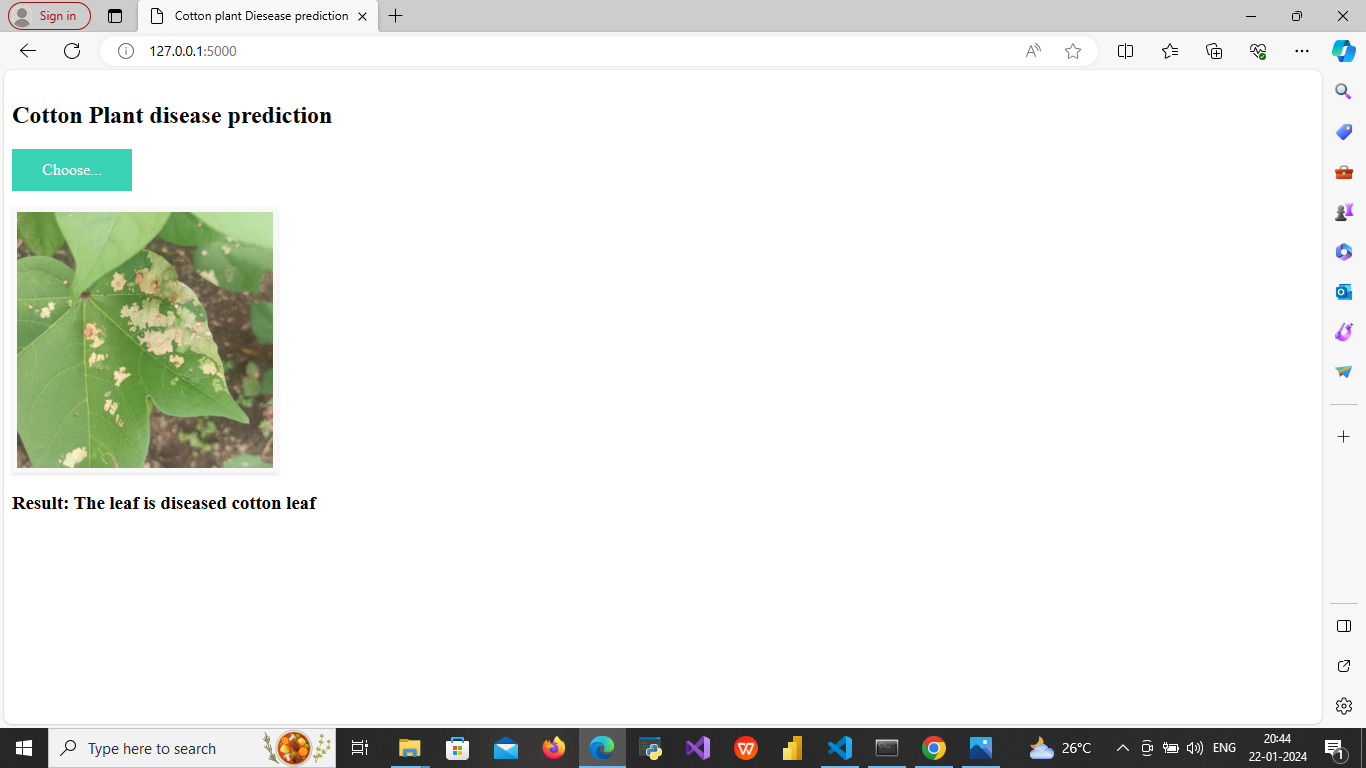 Sign in
Cotton plant Diesease prediction
127.0.0.1:5000
Cotton Plant disease prediction
Choose...
Result: The leaf is diseased cotton leaf
Type here to search
26°C
ENG
20:44
22-01-2024
1